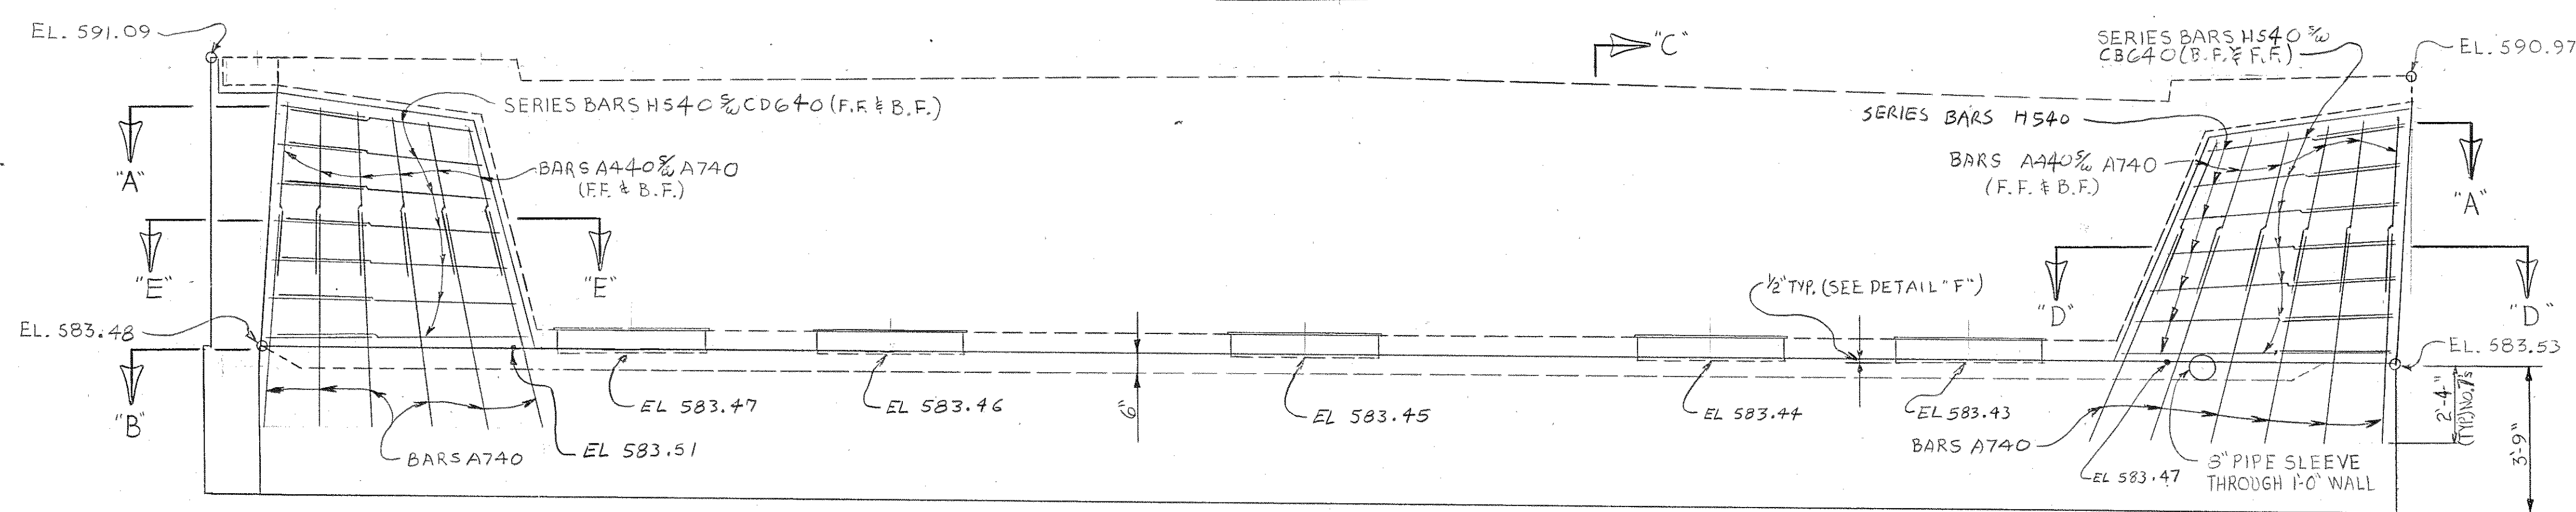 EL. 591.09
"C"
SERIES BARS H540 S/W
CB640 (B.F. & F.F.)
EL. 590.97
SERIES BARS H540 S/W CD640 (F.F. & B.F.)
SERIES BARS H540
BARS A440 S/W A740
(F.F. & B.F.)
BARS A440 S/W A740
(F.F. & B.F.)
"A"
"A"
"E"
"E"
1/2" TYP. (SEE DETAIL "F")
"D"
"D"
EL. 583.48
EL. 583.53
"B"
EL 583.47
EL 583.46
6"
EL 583.45
EL 583.44
EL 583.43
2'-4"
(TYP.) NO. 7's
3'-9"
BARS A740
EL 583.51
BARS A740
EL 583.47
8" PIPE SLEEVE
THROUGH 1'-0" WALL